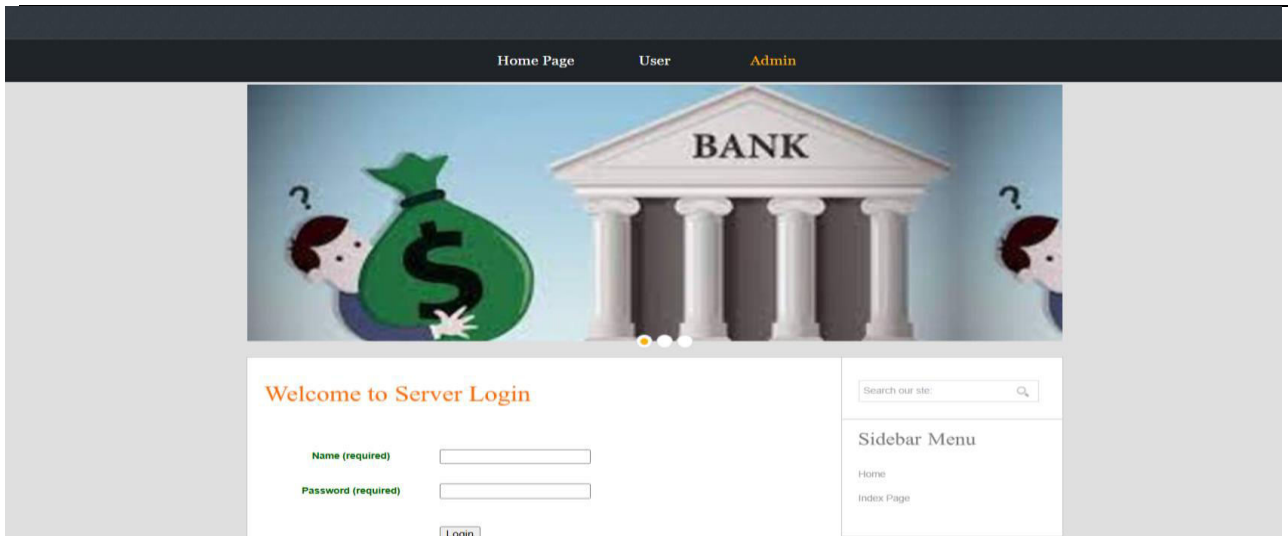 Home Page User Admin
BANK
?
$
?
Welcome to Server Login
Name (required)
Password (required)
Login
Search our site:
Sidebar Menu
Home
Index Page